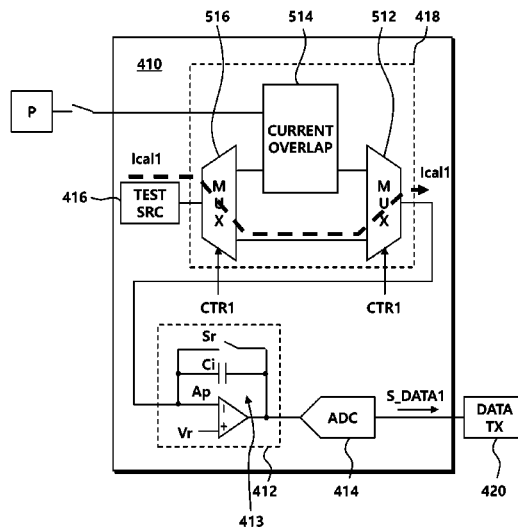 516
514
512
418
410
P
CURRENT
OVERLAP
Ical1
Ical1
416
TEST
SRC
M
U
X
M
U
X
CTR1
CTR1
Sr
Ci
Ap
Vr
S_DATA1
ADC
DATA
TX
412
414
420
413